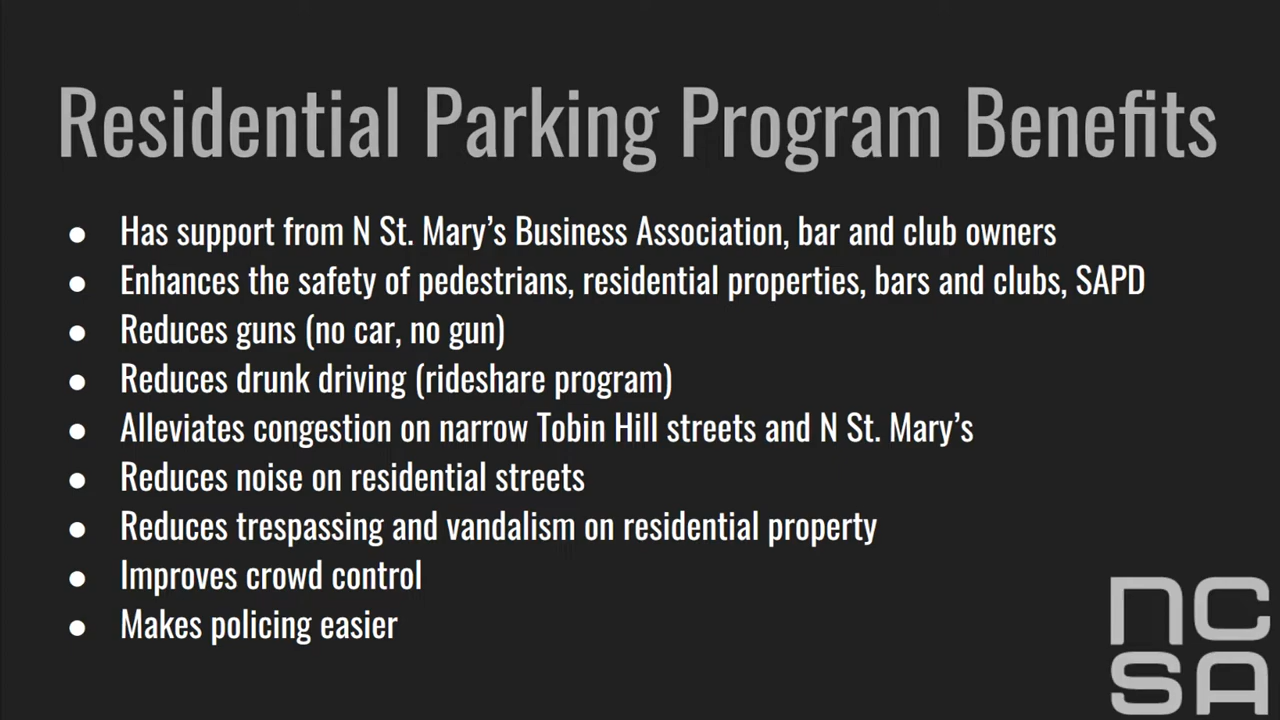 Residential Parking Program Benefits
● Has support from N St. Mary’s Business Association, bar and club owners
● Enhances the safety of pedestrians, residential properties, bars and clubs, SAPD
● Reduces guns (no car, no gun)
● Reduces drunk driving (rideshare program)
● Alleviates congestion on narrow Tobin Hill streets and N St. Mary’s
● Reduces noise on residential streets
● Reduces trespassing and vandalism on residential property
● Improves crowd control
● Makes policing easier
NC
SA